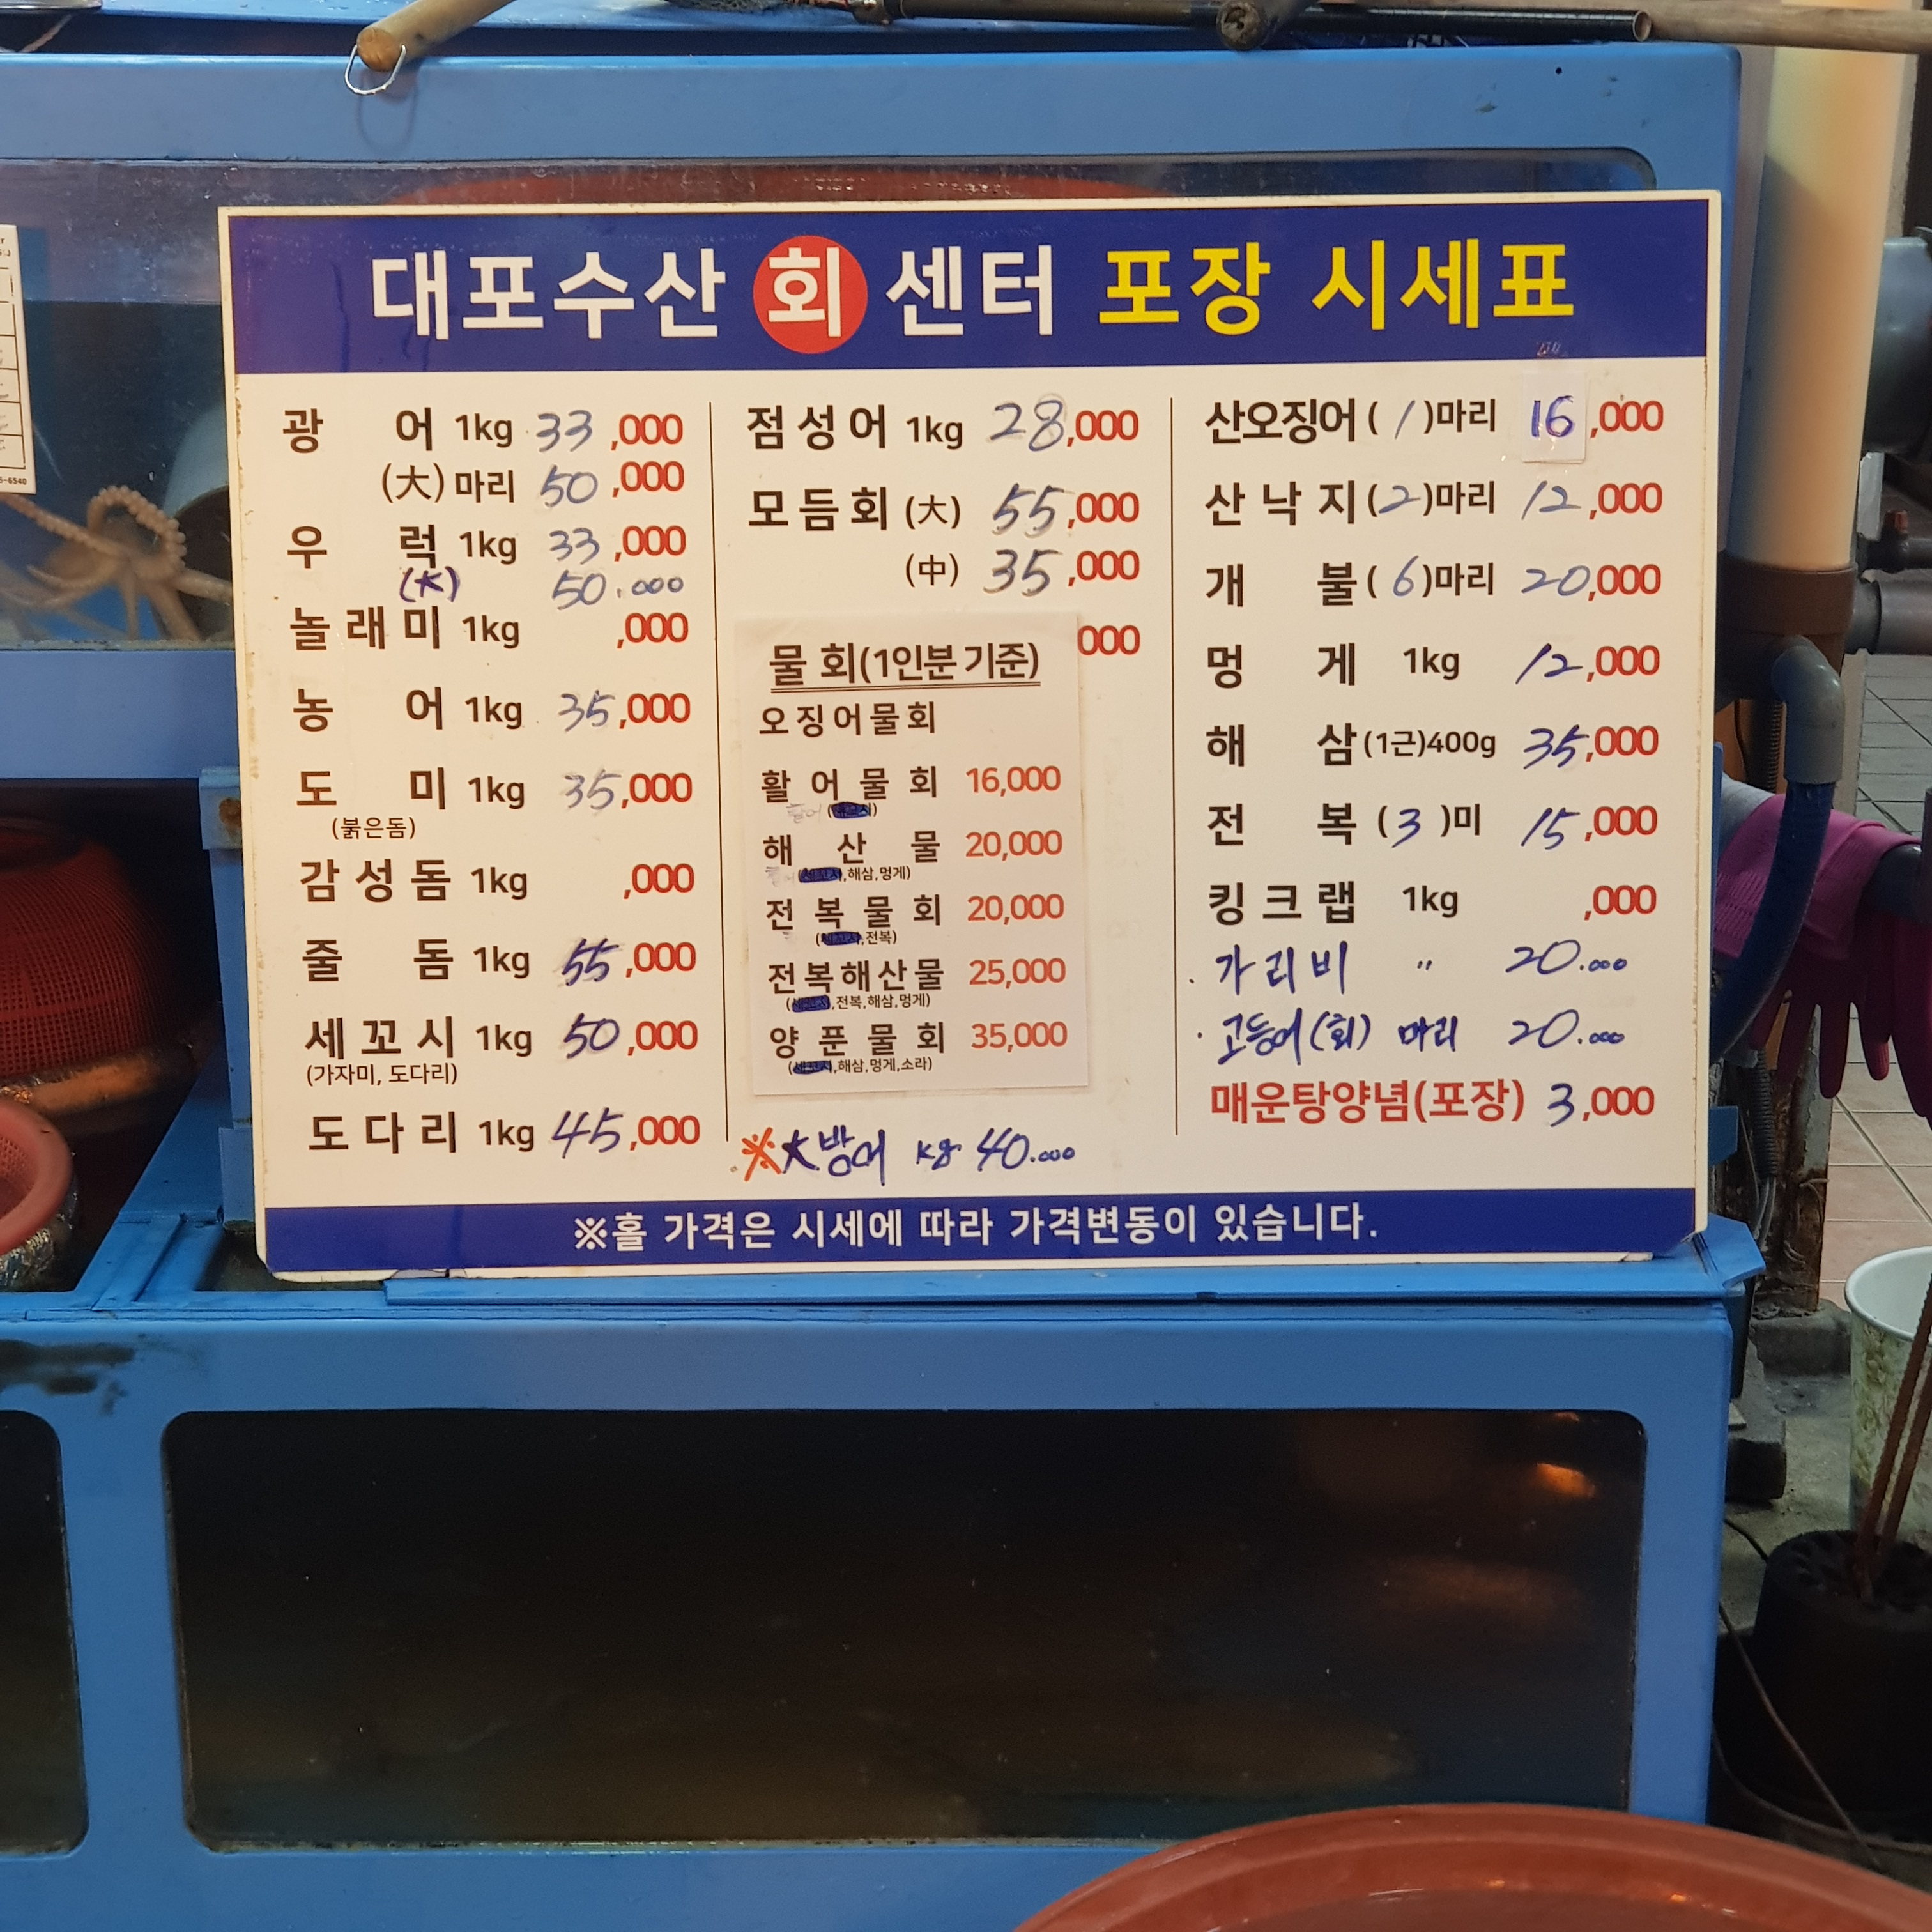 대포수산 회 센터 포장 시세표
광 어 1kg 33,000
(大) 마리 50,000
우 럭 1kg 33,000
(大) 50.000
놀래미 1kg ,000
농 어 1kg 35,000
도 미 1kg 35,000
(붉은돔)
감성돔 1kg ,000
줄 돔 1kg 55,000
세꼬시 1kg 50,000
(가자미, 도다리)
도다리 1kg 45,000
점성어 1kg 28,000
모듬회 (大) 55,000
(中) 35,000
000
물 회(1인분 기준)
오징어물회
활어물회 16,000
해 산 물 20,000
,해삼,멍게)
전복물회 20,000
,전복)
전복해산물 25,000
,전복,해삼,멍게)
양푼물회 35,000
,해삼,멍게,소라)
※大방어 kg 40.000
산오징어 (1)마리 16,000
산낙지 (2)마리 12,000
개 불 (6)마리 20,000
멍 게 1kg 12,000
해 삼 (1근)400g 35,000
전 복 (3)미 15,000
킹크랩 1kg ,000
· 가리비 〃 20.000
· 고등어(회) 마리 20.000
매운탕양념(포장) 3,000
※홀 가격은 시세에 따라 가격변동이 있습니다.
-6540